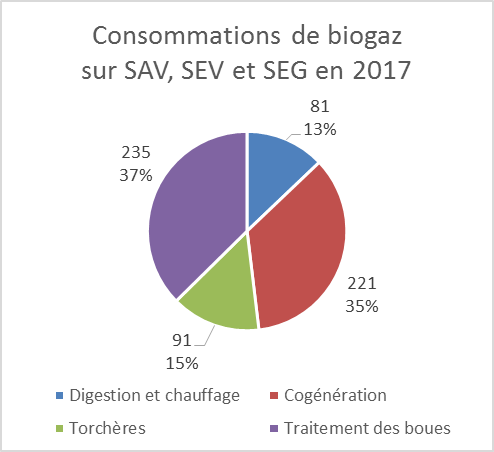 Consommations de biogaz
sur SAV, SEV et SEG en 2017
81
13%
235
37%
221
35%
91
15%
Digestion et chauffage
Cogénération
Torchères
Traitement des boues